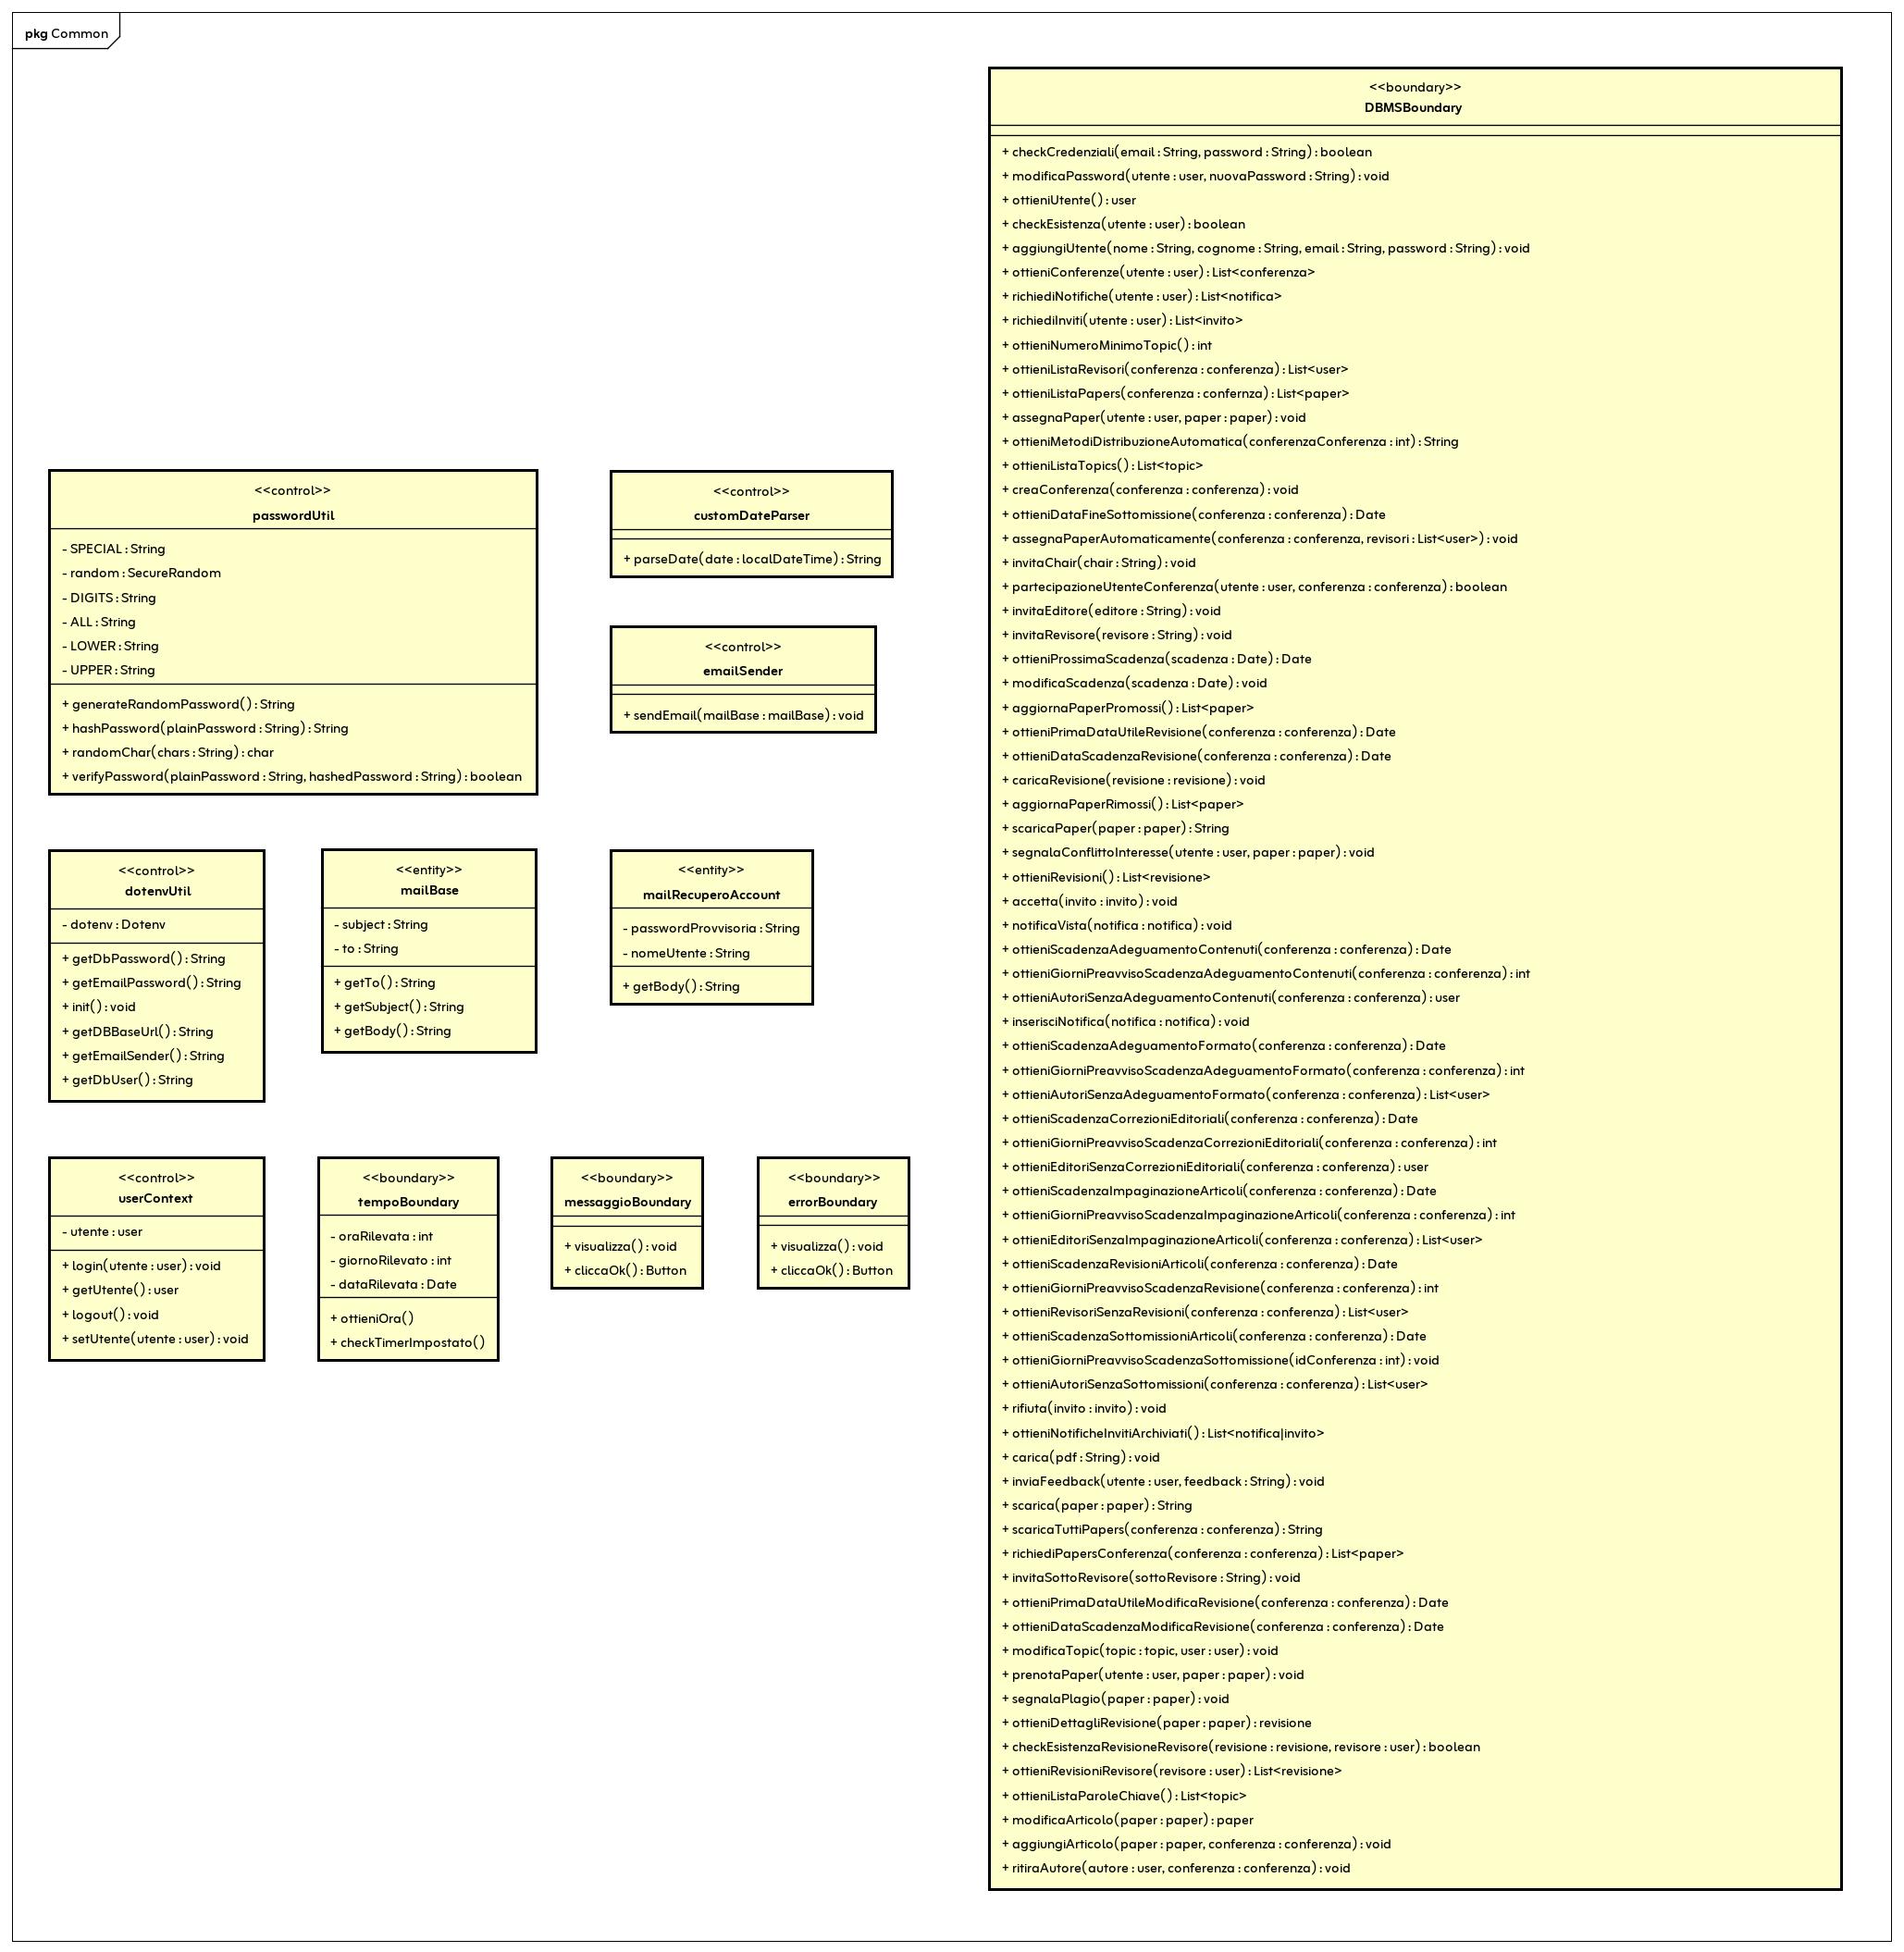 pkg Common
<<boundary>>
DBMSBoundary
+ checkCredenziali(email : String, password : String) : boolean
+ modificaPassword(utente : user, nuovaPassword : String) : void
+ ottieniUtente() : user
+ checkEsistenza(utente : user) : boolean
+ aggiungiUtente(nome : String, cognome : String, email : String, password : String) : void
+ ottieniConferenze(utente : user) : List<conferenza>
+ richiediNotifiche(utente : user) : List<notifica>
+ richiediInviti(utente : user) : List<invito>
+ ottieniNumeroMinimoTopic() : int
+ ottieniListaRevisori(conferenza : conferenza) : List<user>
+ ottieniListaPapers(conferenza : confernza) : List<paper>
+ assegnaPaper(utente : user, paper : paper) : void
+ ottieniMetodiDistribuzioneAutomatica(conferenzaConferenza : int) : String
+ ottieniListaTopics() : List<topic>
+ creaConferenza(conferenza : conferenza) : void
+ ottieniDataFineSottomissione(conferenza : conferenza) : Date
+ assegnaPaperAutomaticamente(conferenza : conferenza, revisori : List<user>) : void
+ invitaChair(chair : String) : void
+ partecipazioneUtenteConferenza(utente : user, conferenza : conferenza) : boolean
+ invitaEditore(editore : String) : void
+ invitaRevisore(revisore : String) : void
+ ottieniProssimaScadenza(scadenza : Date) : Date
+ modificaScadenza(scadenza : Date) : void
+ aggiornaPaperPromossi() : List<paper>
+ ottieniPrimaDataUtileRevisione(conferenza : conferenza) : Date
+ ottieniDataScadenzaRevisione(conferenza : conferenza) : Date
+ caricaRevisione(revisione : revisione) : void
+ aggiornaPaperRimossi() : List<paper>
+ scaricaPaper(paper : paper) : String
+ segnalaConflittoInteresse(utente : user, paper : paper) : void
+ ottieniRevisioni() : List<revisione>
+ accetta(invito : invito) : void
+ notificaVista(notifica : notifica) : void
+ ottieniScadenzaAdeguamentoContenuti(conferenza : conferenza) : Date
+ ottieniGiorniPreavvisoScadenzaAdeguamentoContenuti(conferenza : conferenza) : int
+ ottieniAutoriSenzaAdeguamentoContenuti(conferenza : conferenza) : user
+ inserisciNotifica(notifica : notifica) : void
+ ottieniScadenzaAdeguamentoFormato(conferenza : conferenza) : Date
+ ottieniGiorniPreavvisoScadenzaAdeguamentoFormato(conferenza : conferenza) : int
+ ottieniAutoriSenzaAdeguamentoFormato(conferenza : conferenza) : List<user>
+ ottieniScadenzaCorrezioniEditoriali(conferenza : conferenza) : Date
+ ottieniGiorniPreavvisoScadenzaCorrezioniEditoriali(conferenza : conferenza) : int
+ ottieniEditoriSenzaCorrezioniEditoriali(conferenza : conferenza) : user
+ ottieniScadenzaImpaginazioneArticoli(conferenza : conferenza) : Date
+ ottieniGiorniPreavvisoScadenzaImpaginazioneArticoli(conferenza : conferenza) : int
+ ottieniEditoriSenzaImpaginazioneArticoli(conferenza : conferenza) : List<user>
+ ottieniScadenzaRevisioniArticoli(conferenza : conferenza) : Date
+ ottieniGiorniPreavvisoScadenzaRevisione(conferenza : conferenza) : int
+ ottieniRevisoriSenzaRevisioni(conferenza : conferenza) : List<user>
+ ottieniScadenzaSottomissioniArticoli(conferenza : conferenza) : Date
+ ottieniGiorniPreavvisoScadenzaSottomissione(idConferenza : int) : void
+ ottieniAutoriSenzaSottomissioni(conferenza : conferenza) : List<user>
+ rifiuta(invito : invito) : void
+ ottieniNotificheInvitiArchiviati() : List<notifica|invito>
+ carica(pdf : String) : void
+ inviaFeedback(utente : user, feedback : String) : void
+ scarica(paper : paper) : String
+ scaricaTuttiPapers(conferenza : conferenza) : String
+ richiediPapersConferenza(conferenza : conferenza) : List<paper>
+ invitaSottoRevisore(sottoRevisore : String) : void
+ ottieniPrimaDataUtileModificaRevisione(conferenza : conferenza) : Date
+ ottieniDataScadenzaModificaRevisione(conferenza : conferenza) : Date
+ modificaTopic(topic : topic, user : user) : void
+ prenotaPaper(utente : user, paper : paper) : void
+ segnalaPlagio(paper : paper) : void
+ ottieniDettagliRevisione(paper : paper) : revisione
+ checkEsistenzaRevisioneRevisore(revisione : revisione, revisore : user) : boolean
+ ottieniRevisioniRevisore(revisore : user) : List<revisione>
+ ottieniListaParoleChiave() : List<topic>
+ modificaArticolo(paper : paper) : paper
+ aggiungiArticolo(paper : paper, conferenza : conferenza) : void
+ ritiraAutore(autore : user, conferenza : conferenza) : void
<<control>>
passwordUtil
- SPECIAL : String
- random : SecureRandom
- DIGITS : String
- ALL : String
- LOWER : String
- UPPER : String
+ generateRandomPassword() : String
+ hashPassword(plainPassword : String) : String
+ randomChar(chars : String) : char
+ verifyPassword(plainPassword : String, hashedPassword : String) : boolean
<<control>>
customDateParser
+ parseDate(date : localDateTime) : String
<<control>>
emailSender
+ sendEmail(mailBase : mailBase) : void
<<control>>
dotenvUtil
- dotenv : Dotenv
+ getDbPassword() : String
+ getEmailPassword() : String
+ init() : void
+ getDBBaseUrl() : String
+ getEmailSender() : String
+ getDbUser() : String
<<entity>>
mailBase
- subject : String
- to : String
+ getTo() : String
+ getSubject() : String
+ getBody() : String
<<entity>>
mailRecuperoAccount
- passwordProvvisoria : String
- nomeUtente : String
+ getBody() : String
<<control>>
userContext
- utente : user
+ login(utente : user) : void
+ getUtente() : user
+ logout() : void
+ setUtente(utente : user) : void
<<boundary>>
tempoBoundary
- oraRilevata : int
- giornoRilevato : int
- dataRilevata : Date
+ ottieniOra()
+ checkTimerImpostato()
<<boundary>>
messaggioBoundary
+ visualizza() : void
+ cliccaOk() : Button
<<boundary>>
errorBoundary
+ visualizza() : void
+ cliccaOk() : Button